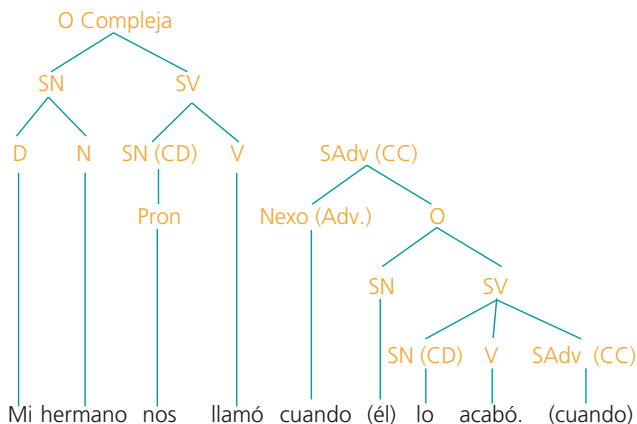 O Compleja
SN SV
D N SN (CD) V SAdv (CC)
Pron Nexo (Adv.) O
SN SV
SN (CD) V SAdv (CC)
Mi hermano nos llamó cuando (él) lo acabó. (cuando)